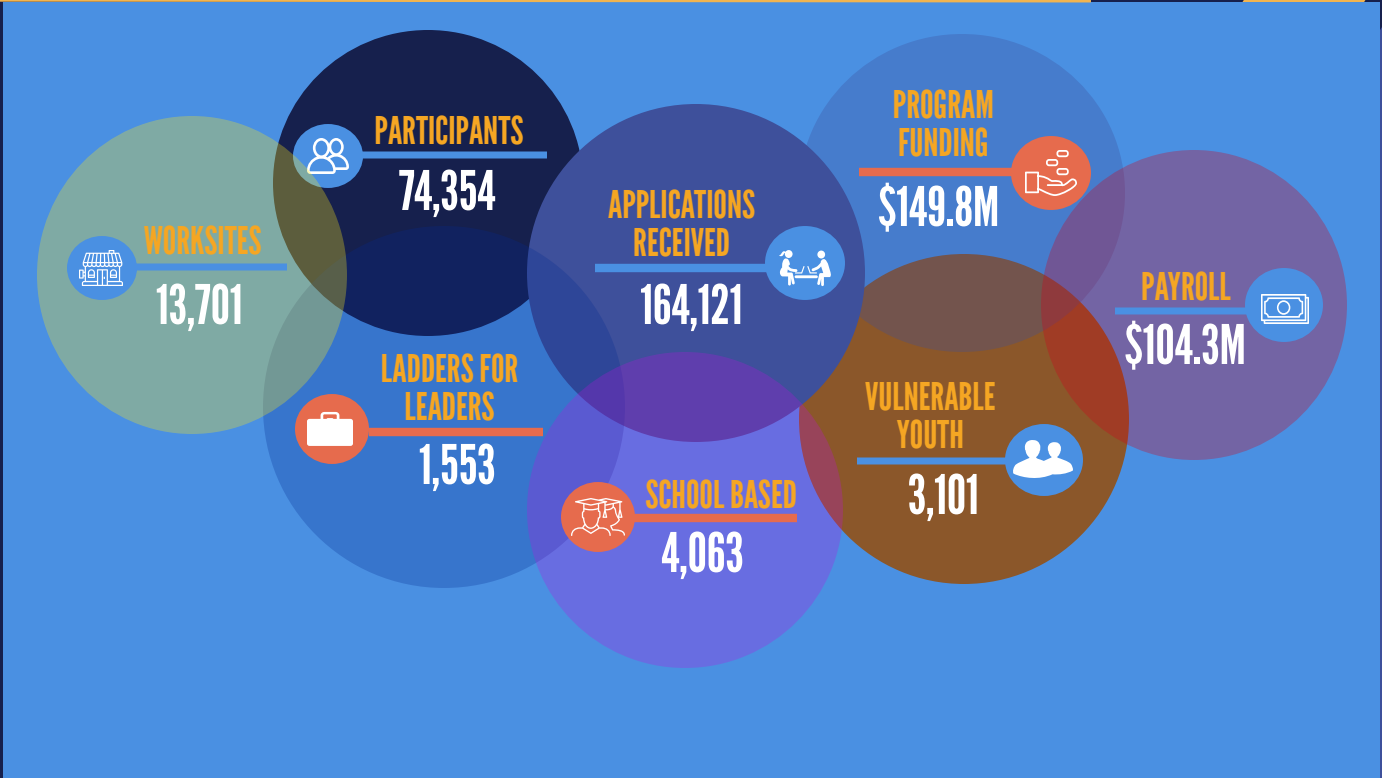 PARTICIPANTS
74,354
PROGRAM
FUNDING
$149.8M
APPLICATIONS
RECEIVED
164,121
WORKSITES
13,701
PAYROLL
$104.3M
LADDERS FOR
LEADERS
1,553
VULNERABLE
YOUTH
3,101
SCHOOL BASED
4,063